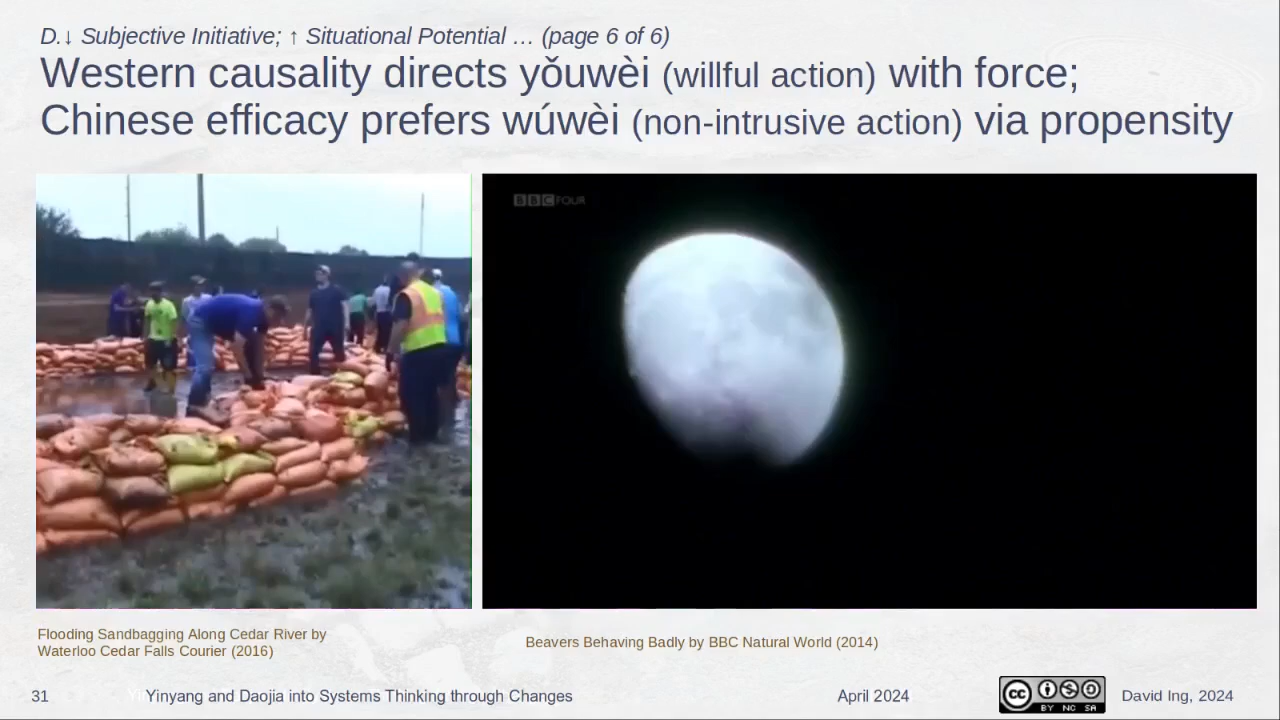 D.↓ Subjective Initiative; ↑ Situational Potential … (page 6 of 6)
Western causality directs yǒuwèi (willful action) with force;
Chinese efficacy prefers wúwèi (non-intrusive action) via propensity
BBC FOUR
Flooding Sandbagging Along Cedar River by
Waterloo Cedar Falls Courier (2016)
Beavers Behaving Badly by BBC Natural World (2014)
31
Yinyang and Daojia into Systems Thinking through Changes
April 2024
cc
BY NC SA
David Ing, 2024